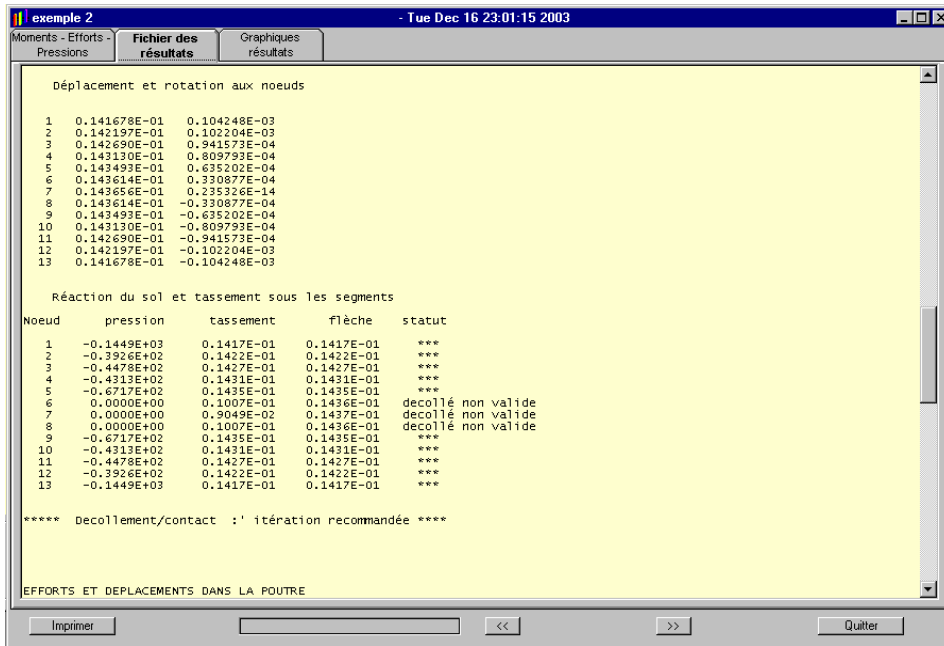 exemple 2 - Tue Dec 16 23:01:15 2003
Moments - Efforts - Pressions
Fichier des résultats
Graphiques résultats
Déplacement et rotation aux noeuds
1 0.141678E-01 0.104248E-03
2 0.142197E-01 0.102204E-03
3 0.142690E-01 0.941573E-04
4 0.143130E-01 0.809793E-04
5 0.143493E-01 0.635202E-04
6 0.143614E-01 0.330877E-04
7 0.143656E-01 0.235326E-14
8 0.143614E-01 -0.330877E-04
9 0.143493E-01 -0.635202E-04
10 0.143130E-01 -0.809793E-04
11 0.142690E-01 -0.941573E-04
12 0.142197E-01 -0.102204E-03
13 0.141678E-01 -0.104248E-03
Réaction du sol et tassement sous les segments
Noeud pression tassement flèche statut
1 -0.1449E+03 0.1417E-01 0.1417E-01 ***
2 -0.3926E+02 0.1422E-01 0.1422E-01 ***
3 -0.4478E+02 0.1427E-01 0.1427E-01 ***
4 -0.4313E+02 0.1431E-01 0.1431E-01 ***
5 -0.6717E+02 0.1435E-01 0.1435E-01 ***
6 0.0000E+00 0.1007E-01 0.1436E-01 decollé non valide
7 0.0000E+00 0.9049E-02 0.1437E-01 decollé non valide
8 0.0000E+00 0.1007E-01 0.1436E-01 decollé non valide
9 -0.6717E+02 0.1435E-01 0.1435E-01 ***
10 -0.4313E+02 0.1431E-01 0.1431E-01 ***
11 -0.4478E+02 0.1427E-01 0.1427E-01 ***
12 -0.3926E+02 0.1422E-01 0.1422E-01 ***
13 -0.1449E+03 0.1417E-01 0.1417E-01 ***
***** Decollement/contact :' itération recommandée ****
EFFORTS ET DEPLACEMENTS DANS LA POUTRE
Imprimer << >> Quitter